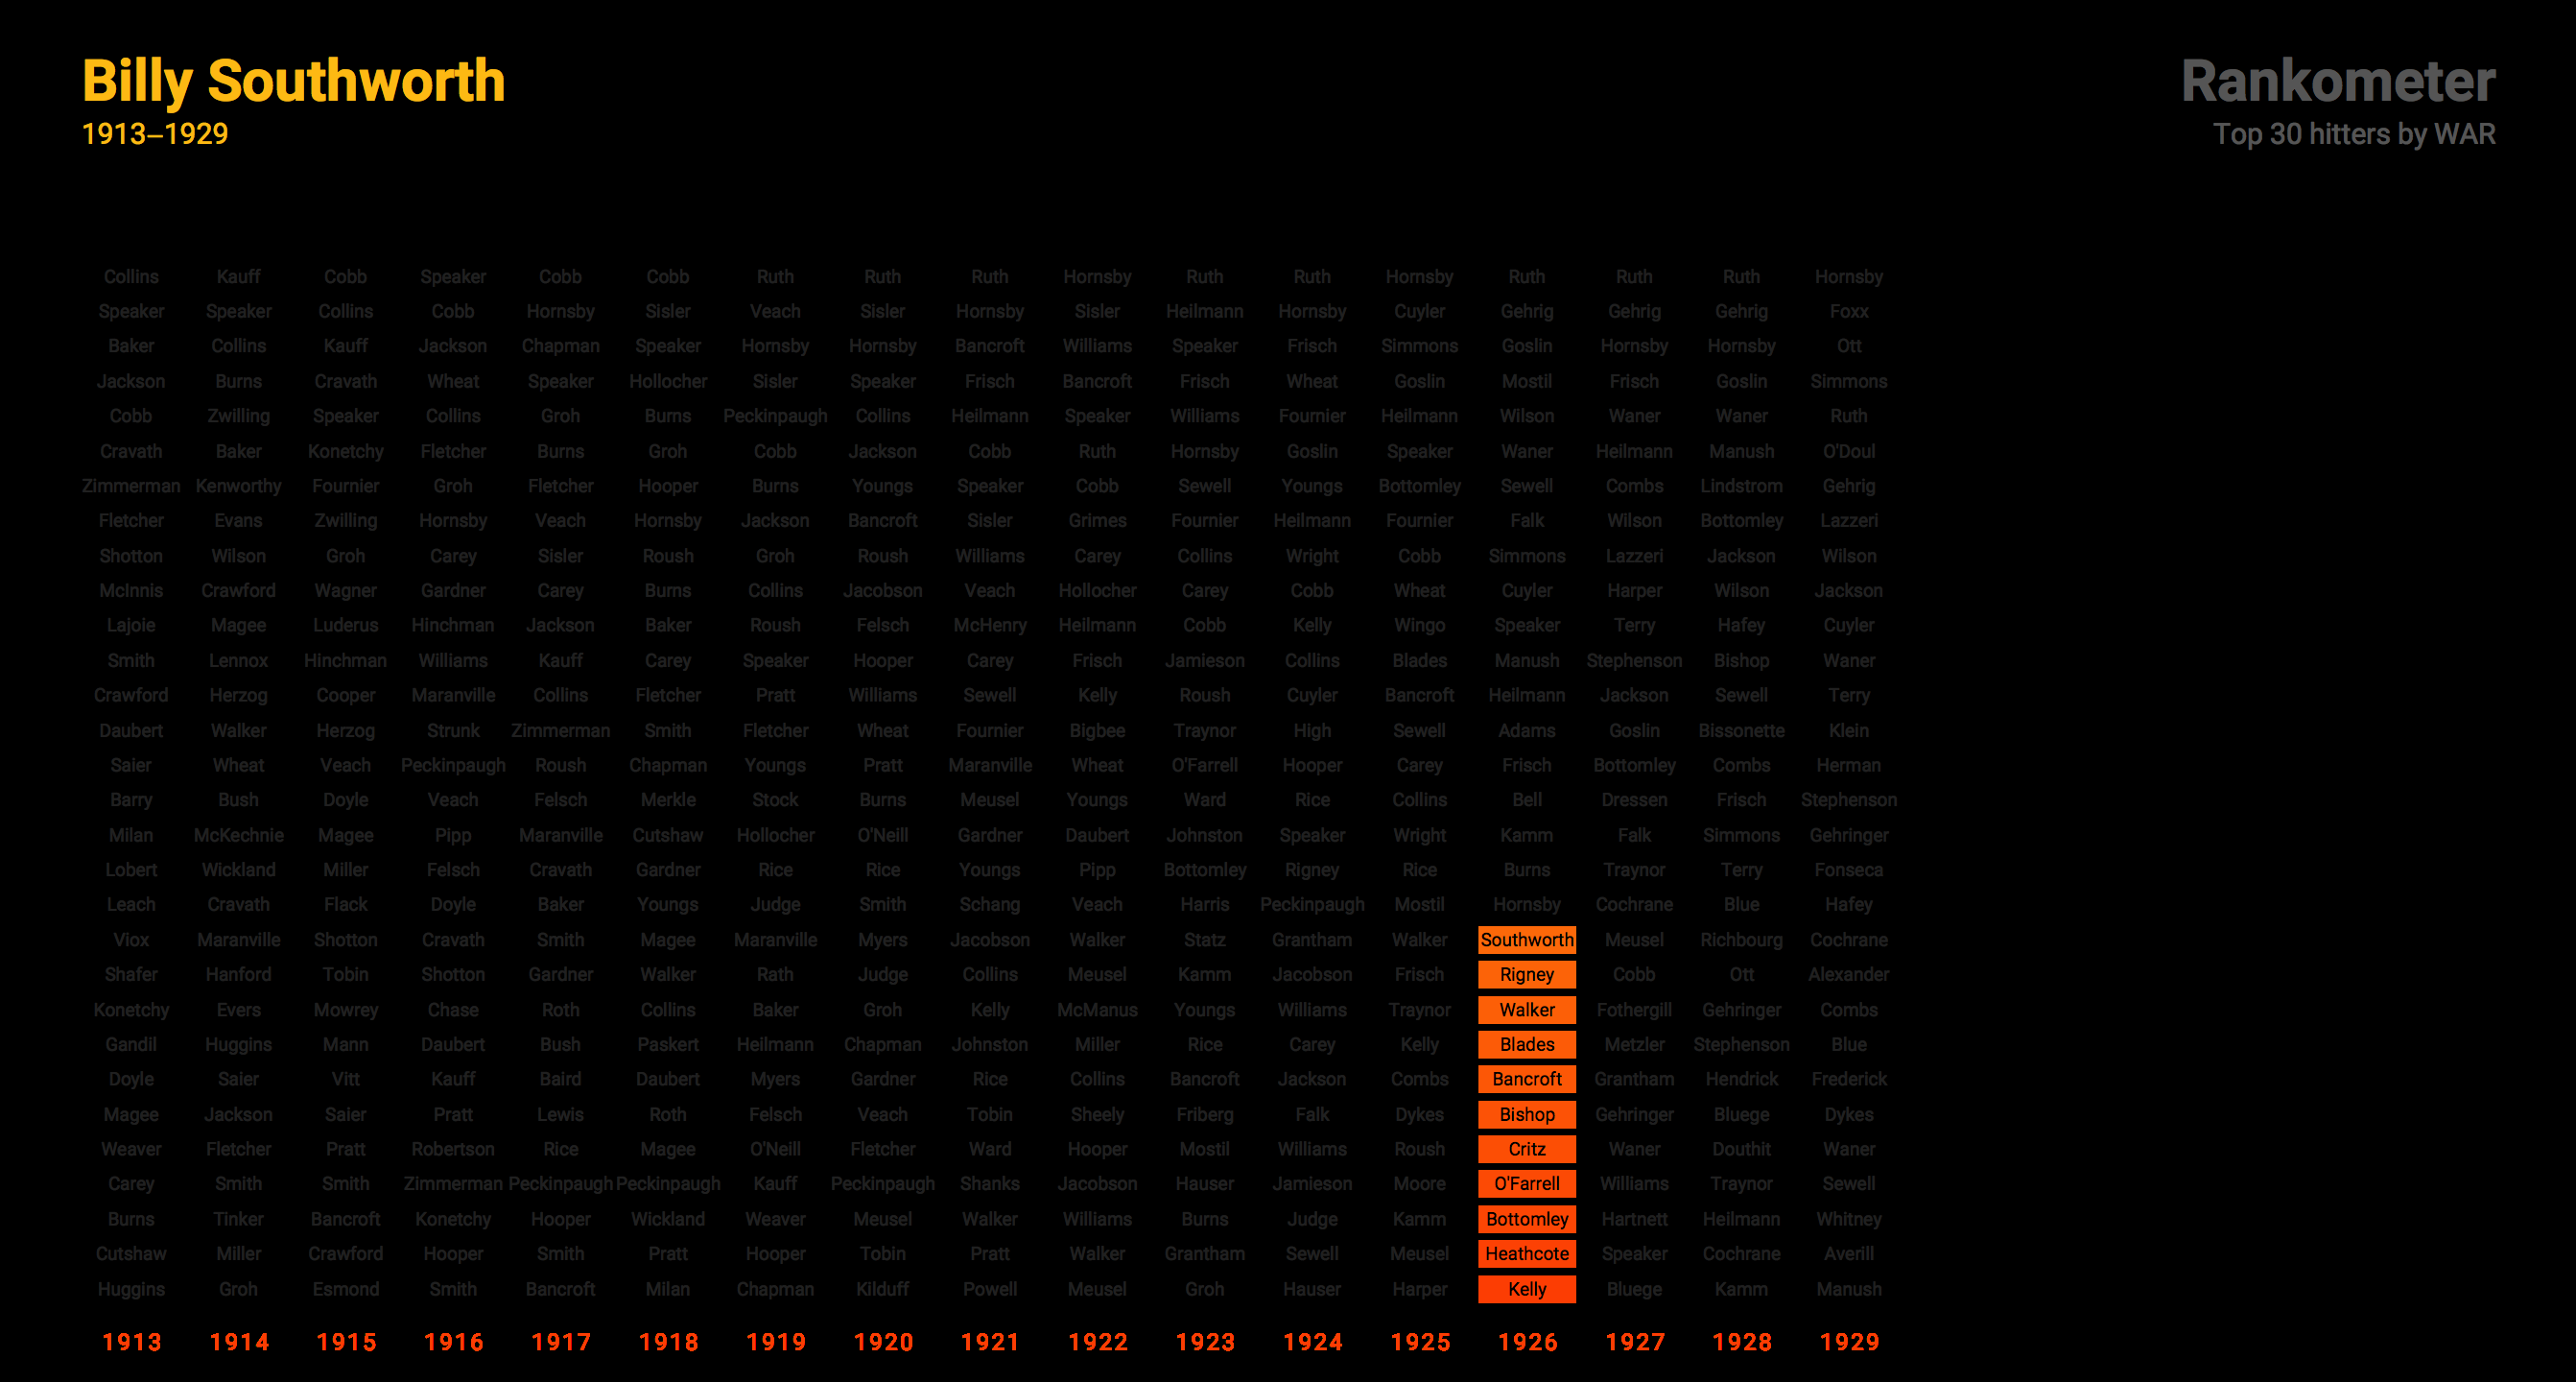 Billy Southworth
1913–1929
Rankometer
Top 30 hitters by WAR
Collins Kauff Cobb Speaker Cobb Cobb Ruth Ruth Ruth Hornsby Ruth Ruth Hornsby Ruth Ruth Ruth Hornsby
Speaker Speaker Collins Cobb Hornsby Sisler Veach Sisler Hornsby Sisler Heilmann Hornsby Cuyler Gehrig Gehrig Gehrig Foxx
Baker Collins Kauff Jackson Chapman Speaker Hornsby Hornsby Bancroft Williams Speaker Frisch Simmons Goslin Hornsby Hornsby Ott
Jackson Burns Cravath Wheat Speaker Hollocher Sisler Speaker Frisch Bancroft Frisch Wheat Goslin Mostil Frisch Goslin Simmons
Cobb Zwilling Speaker Collins Groh Burns Peckinpaugh Collins Heilmann Speaker Williams Fournier Heilmann Wilson Waner Waner Ruth
Cravath Baker Konetchy Fletcher Burns Groh Cobb Jackson Cobb Ruth Hornsby Goslin Speaker Waner Heilmann Manush O'Doul
Zimmerman Kenworthy Fournier Groh Fletcher Hooper Burns Youngs Speaker Cobb Sewell Youngs Bottomley Sewell Combs Lindstrom Gehrig
Fletcher Evans Zwilling Hornsby Veach Hornsby Jackson Bancroft Sisler Grimes Fournier Heilmann Fournier Falk Wilson Bottomley Lazzeri
Shotton Wilson Groh Carey Sisler Roush Groh Roush Williams Carey Collins Wright Cobb Simmons Lazzeri Jackson Wilson
McInnis Crawford Wagner Gardner Carey Burns Collins Jacobson Veach Hollocher Carey Cobb Wheat Cuyler Harper Wilson Jackson
Lajoie Magee Luderus Hinchman Jackson Baker Roush Felsch McHenry Heilmann Cobb Kelly Wingo Speaker Terry Hafey Cuyler
Smith Lennox Hinchman Williams Kauff Carey Speaker Hooper Carey Frisch Jamieson Collins Blades Manush Stephenson Bishop Waner
Crawford Herzog Cooper Maranville Collins Fletcher Pratt Williams Sewell Kelly Roush Cuyler Bancroft Heilmann Jackson Sewell Terry
Daubert Walker Herzog Strunk Zimmerman Smith Fletcher Wheat Fournier Bigbee Traynor High Sewell Adams Goslin Bissonette Klein
Saier Wheat Veach Peckinpaugh Roush Chapman Youngs Pratt Maranville Wheat O'Farrell Hooper Carey Frisch Bottomley Combs Herman
Barry Bush Doyle Veach Felsch Merkle Stock Burns Meusel Youngs Ward Rice Collins Bell Dressen Frisch Stephenson
Milan McKechnie Magee Pipp Maranville Cutshaw Hollocher O'Neill Gardner Daubert Johnston Speaker Wright Kamm Falk Simmons Gehringer
Lobert Wickland Miller Felsch Cravath Gardner Rice Rice Youngs Pipp Bottomley Rigney Rice Burns Traynor Terry Fonseca
Leach Cravath Flack Doyle Baker Youngs Judge Smith Schang Veach Harris Peckinpaugh Mostil Hornsby Cochrane Blue Hafey
Viox Maranville Shotton Cravath Smith Magee Maranville Myers Jacobson Walker Statz Grantham Walker Southworth Meusel Richbourg Cochrane
Shafer Hanford Tobin Shotton Gardner Walker Rath Judge Collins Meusel Kamm Jacobson Frisch Rigney Cobb Ott Alexander
Konetchy Evers Mowrey Chase Roth Collins Baker Groh Kelly McManus Youngs Williams Traynor Walker Fothergill Gehringer Combs
Gandil Huggins Mann Daubert Bush Paskert Heilmann Chapman Johnston Miller Rice Carey Kelly Blades Metzler Stephenson Blue
Doyle Saier Vitt Kauff Baird Daubert Myers Gardner Rice Collins Bancroft Jackson Combs Bancroft Grantham Hendrick Frederick
Magee Jackson Saier Pratt Lewis Roth Felsch Veach Tobin Sheely Friberg Falk Dykes Bishop Gehringer Bluege Dykes
Weaver Fletcher Pratt Robertson Rice Magee O'Neill Fletcher Ward Hooper Mostil Williams Roush Critz Waner Douthit Waner
Carey Smith Smith Zimmerman Peckinpaugh Peckinpaugh Kauff Peckinpaugh Shanks Jacobson Hauser Jamieson Moore O'Farrell Williams Traynor Sewell
Burns Tinker Bancroft Konetchy Hooper Wickland Weaver Meusel Walker Williams Burns Judge Kamm Bottomley Hartnett Heilmann Whitney
Cutshaw Miller Crawford Hooper Smith Pratt Hooper Tobin Pratt Walker Grantham Sewell Meusel Heathcote Speaker Cochrane Averill
Huggins Groh Esmond Smith Bancroft Milan Chapman Kilduff Powell Meusel Groh Hauser Harper Kelly Bluege Kamm Manush
1913 1914 1915 1916 1917 1918 1919 1920 1921 1922 1923 1924 1925 1926 1927 1928 1929